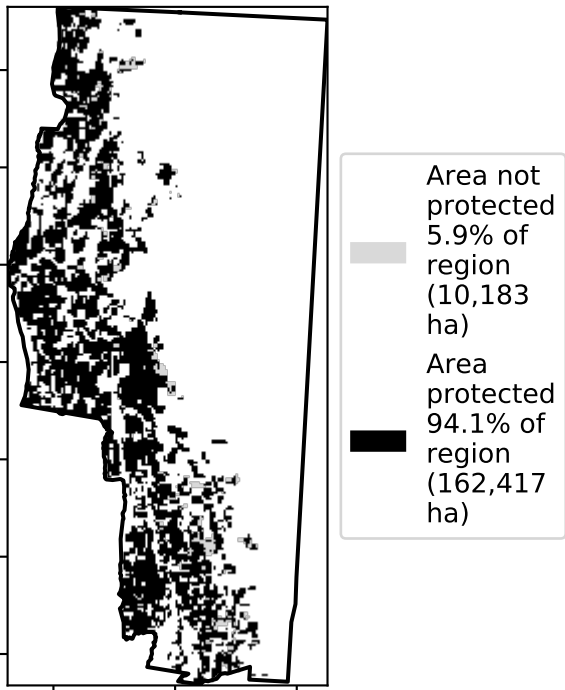 Area not
protected
5.9% of
region
(10,183
ha)
Area
protected
94.1% of
region
(162,417
ha)